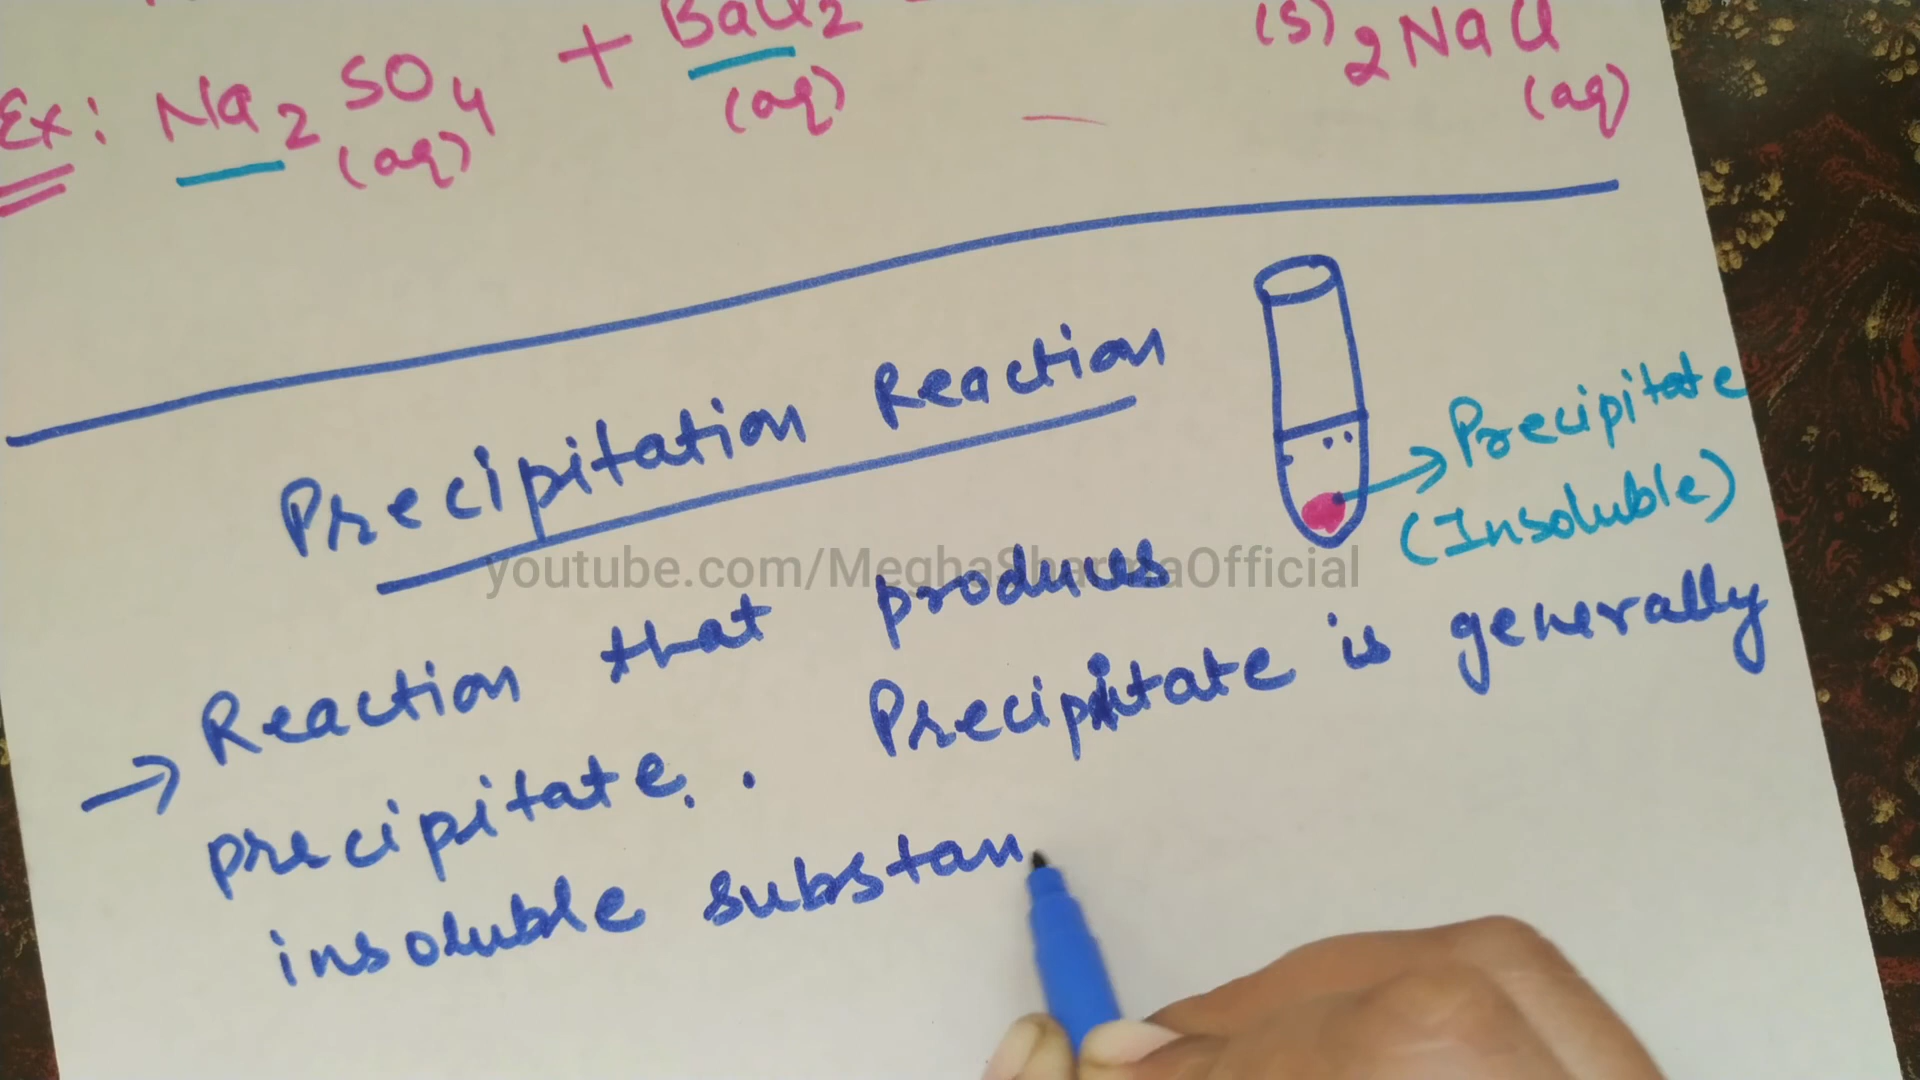 Ex: Na2SO4 + BaCl2 (S) 2NaCl
(aq) (aq) (aq)
Precipitation Reaction
Precipitate
(Insoluble)
youtube.com/MeghaSharmaOfficial
→ Reaction that produces
precipitate. . Precipitate is generally
insoluble substan